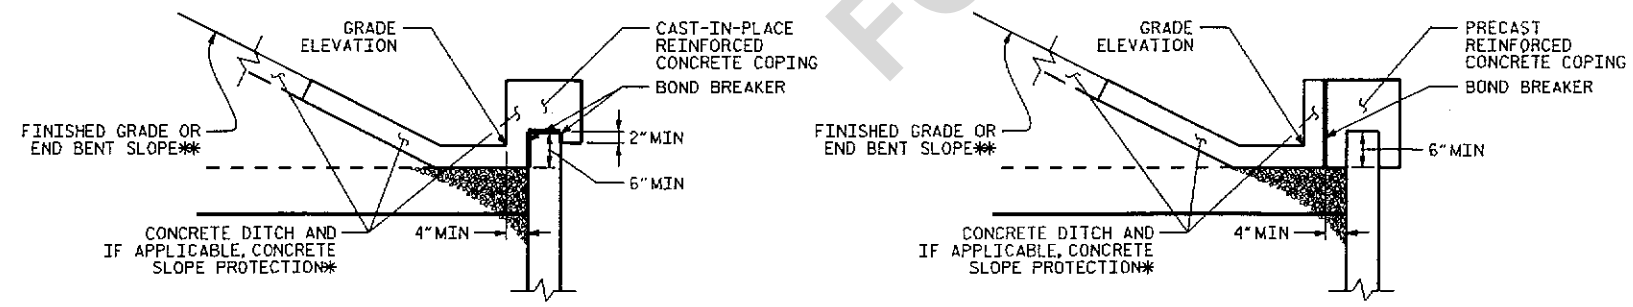 GRADE
ELEVATION
CAST-IN-PLACE
REINFORCED
CONCRETE COPING
BOND BREAKER
FINISHED GRADE OR
END BENT SLOPE**
2"MIN
6"MIN
CONCRETE DITCH AND
IF APPLICABLE, CONCRETE
SLOPE PROTECTION*
4"MIN
GRADE
ELEVATION
PRECAST
REINFORCED
CONCRETE COPING
BOND BREAKER
FINISHED GRADE OR
END BENT SLOPE**
6"MIN
CONCRETE DITCH AND
IF APPLICABLE, CONCRETE
SLOPE PROTECTION*
4"MIN